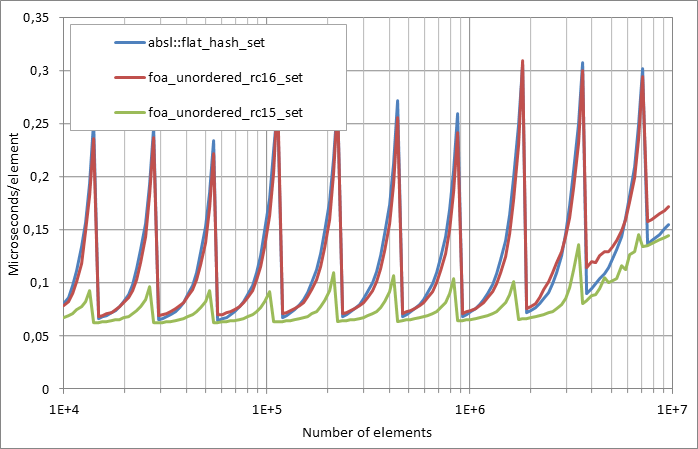 0,35
0,3
0,25
0,2
0,15
0,1
0,05
0
Microseconds/element
absl::flat_hash_set
foa_unordered_rc16_set
foa_unordered_rc15_set
1E+4 1E+5 1E+6 1E+7
Number of elements